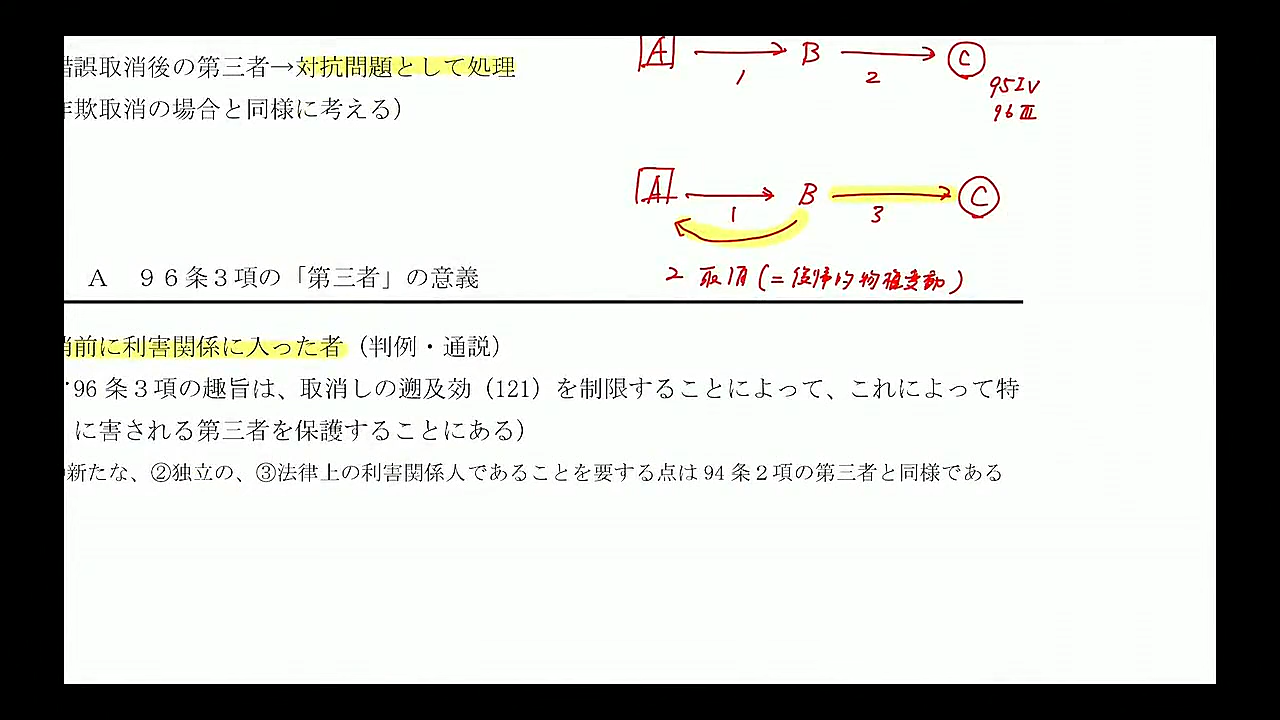 錯誤取消後の第三者→対抗問題として処理
詐欺取消の場合と同様に考える）
A → B → C
1 2
95Ⅳ
96Ⅲ
A → B → C
1 3
2 取消(=復帰的物権変動)
A 96条3項の「第三者」の意義
消前に利害関係に入った者（判例・通説）
96条3項の趣旨は、取消しの遡及効（121）を制限することによって、これによって特
に害される第三者を保護することにある）
新たな、②独立の、③法律上の利害関係人であることを要する点は94条2項の第三者と同様である